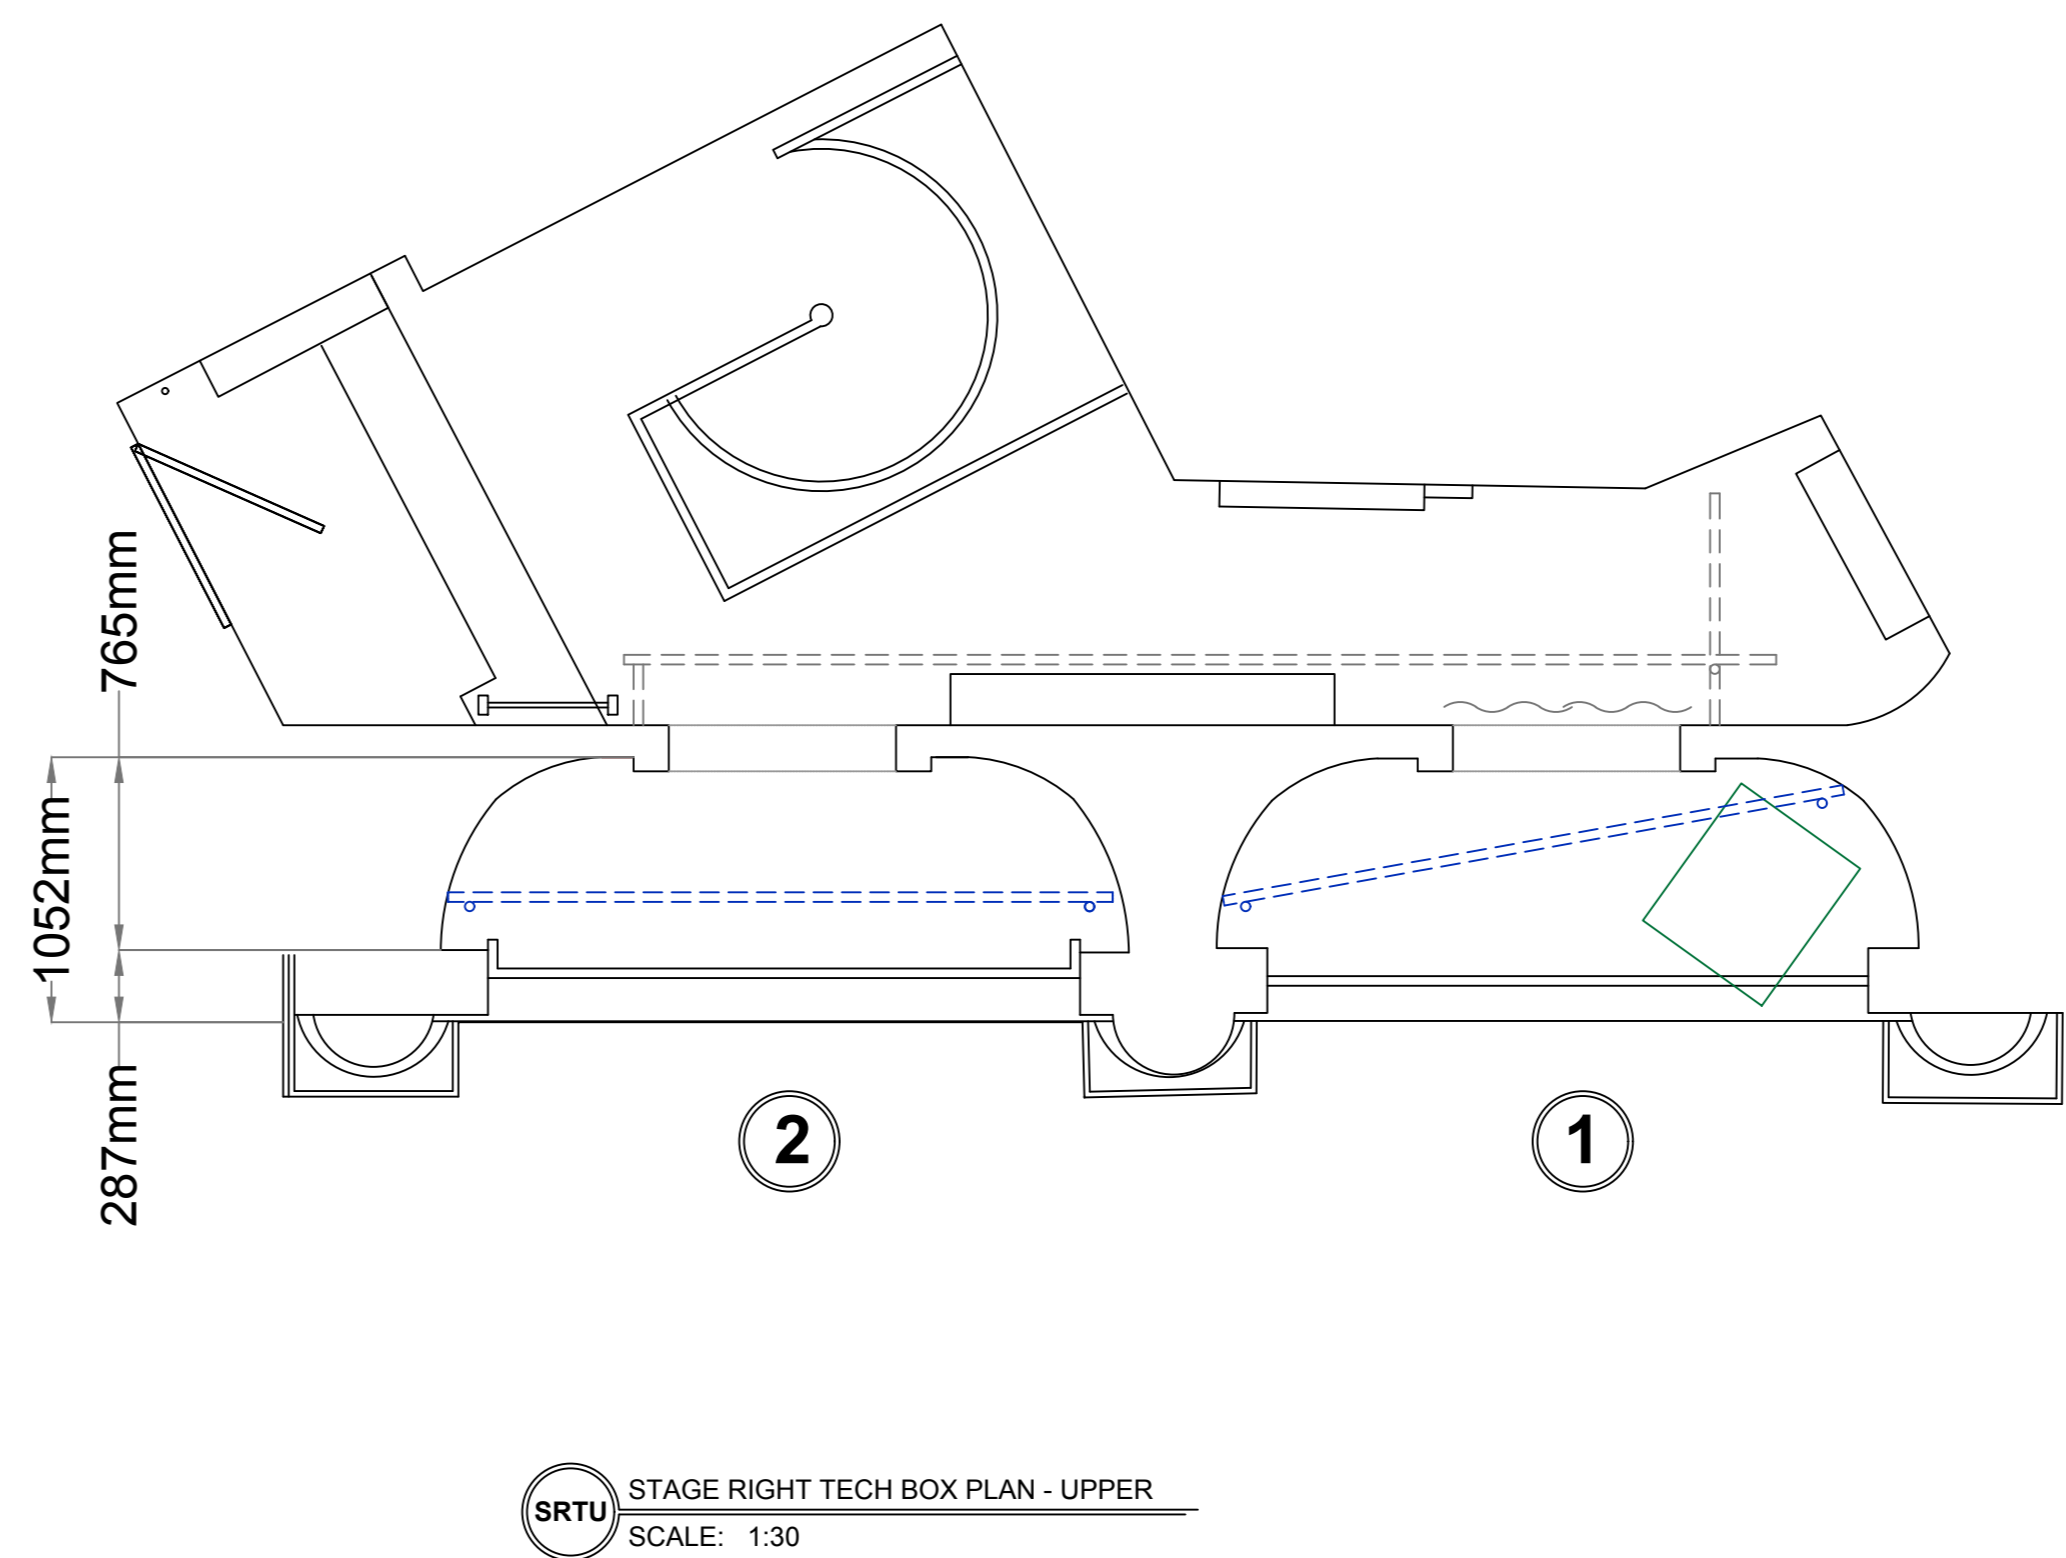 765mm
1052mm
287mm
2
1
SRTU
STAGE RIGHT TECH BOX PLAN - UPPER
SCALE: 1:30